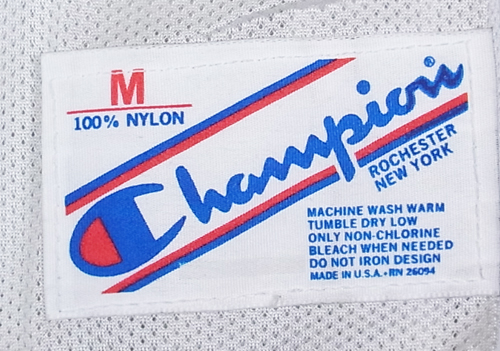 M
100% NYLON
Champion®
ROCHESTER
NEW YORK
MACHINE WASH WARM
TUMBLE DRY LOW
ONLY NON-CHLORINE
BLEACH WHEN NEEDED
DO NOT IRON DESIGN
MADE IN U.S.A. • RN 26094